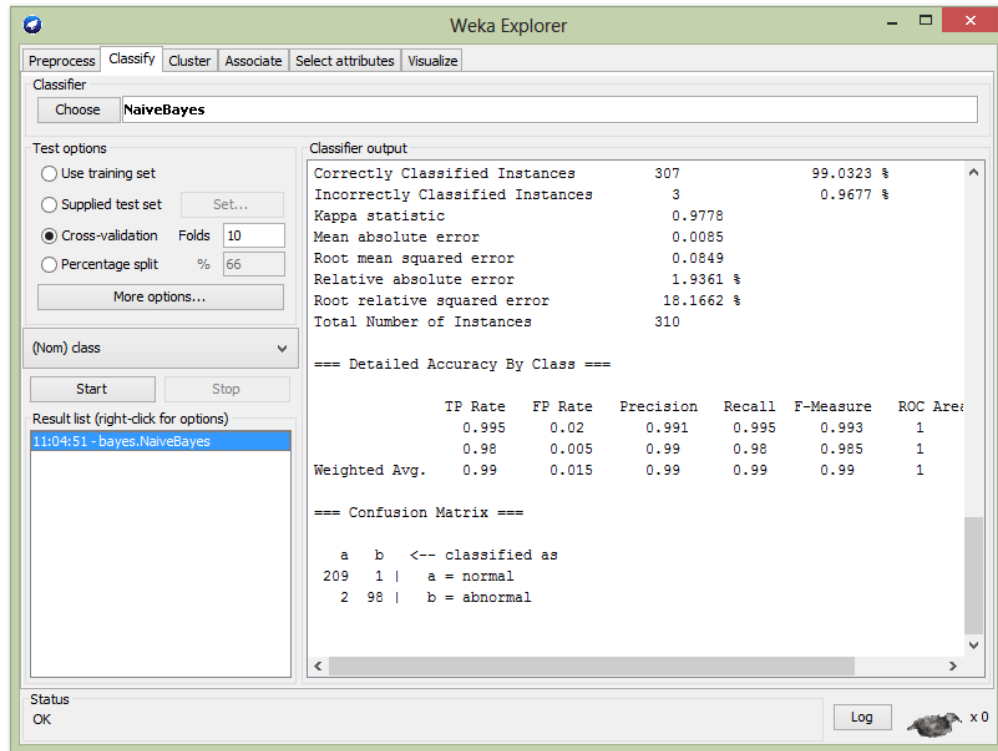 Weka Explorer
Preprocess Classify Cluster Associate Select attributes Visualize
Classifier
Choose NaiveBayes
Test options
Use training set
Supplied test set Set...
Cross-validation Folds 10
Percentage split % 66
More options...
(Nom) class
Start Stop
Result list (right-click for options)
11:04:51 - bayes.NaiveBayes
Classifier output
Correctly Classified Instances 307 99.0323 %
Incorrectly Classified Instances 3 0.9677 %
Kappa statistic 0.9778
Mean absolute error 0.0085
Root mean squared error 0.0849
Relative absolute error 1.9361 %
Root relative squared error 18.1662 %
Total Number of Instances 310
=== Detailed Accuracy By Class ===
TP Rate FP Rate Precision Recall F-Measure ROC Area
0.995 0.02 0.991 0.995 0.993 1
0.98 0.005 0.99 0.98 0.985 1
Weighted Avg. 0.99 0.015 0.99 0.99 0.99 1
=== Confusion Matrix ===
a b <-- classified as
209 1 | a = normal
2 98 | b = abnormal
Status
OK
Log x 0